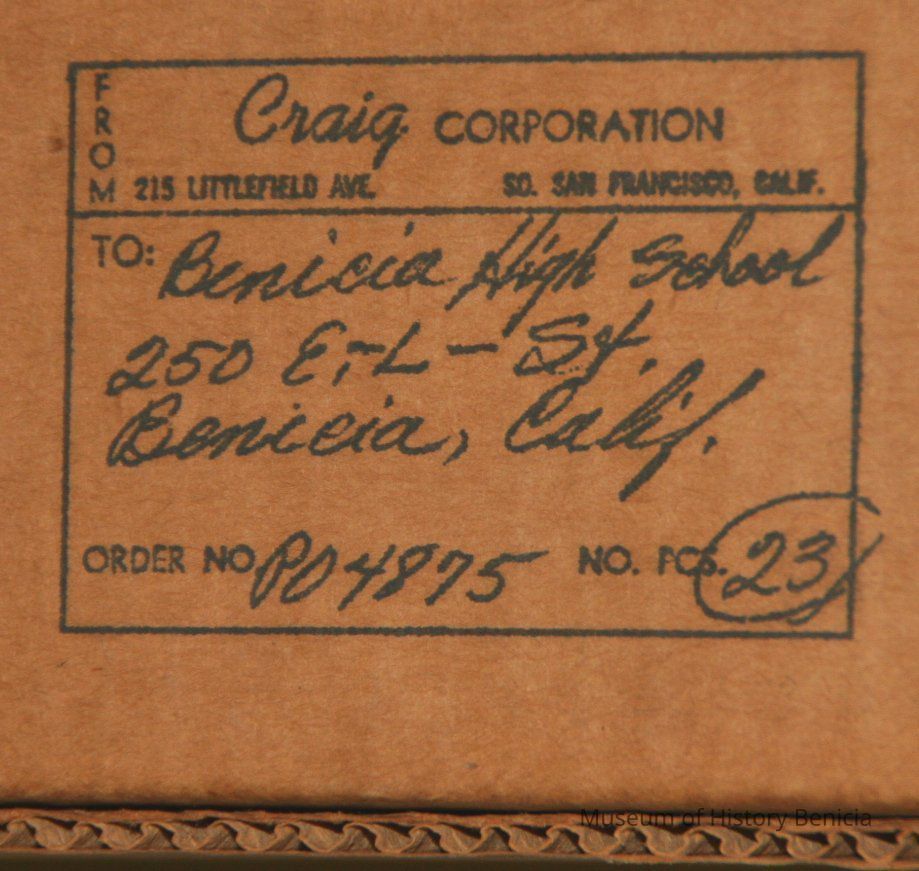 FROM
Craig CORPORATION
215 LITTLEFIELD AVE. SO. SAN FRANCISCO, CALIF.
TO: Benicia High School
250 E,-L-St.
Benicia, Calif.
ORDER NO PO4875 NO. PCS. 23
Museum of History Benicia